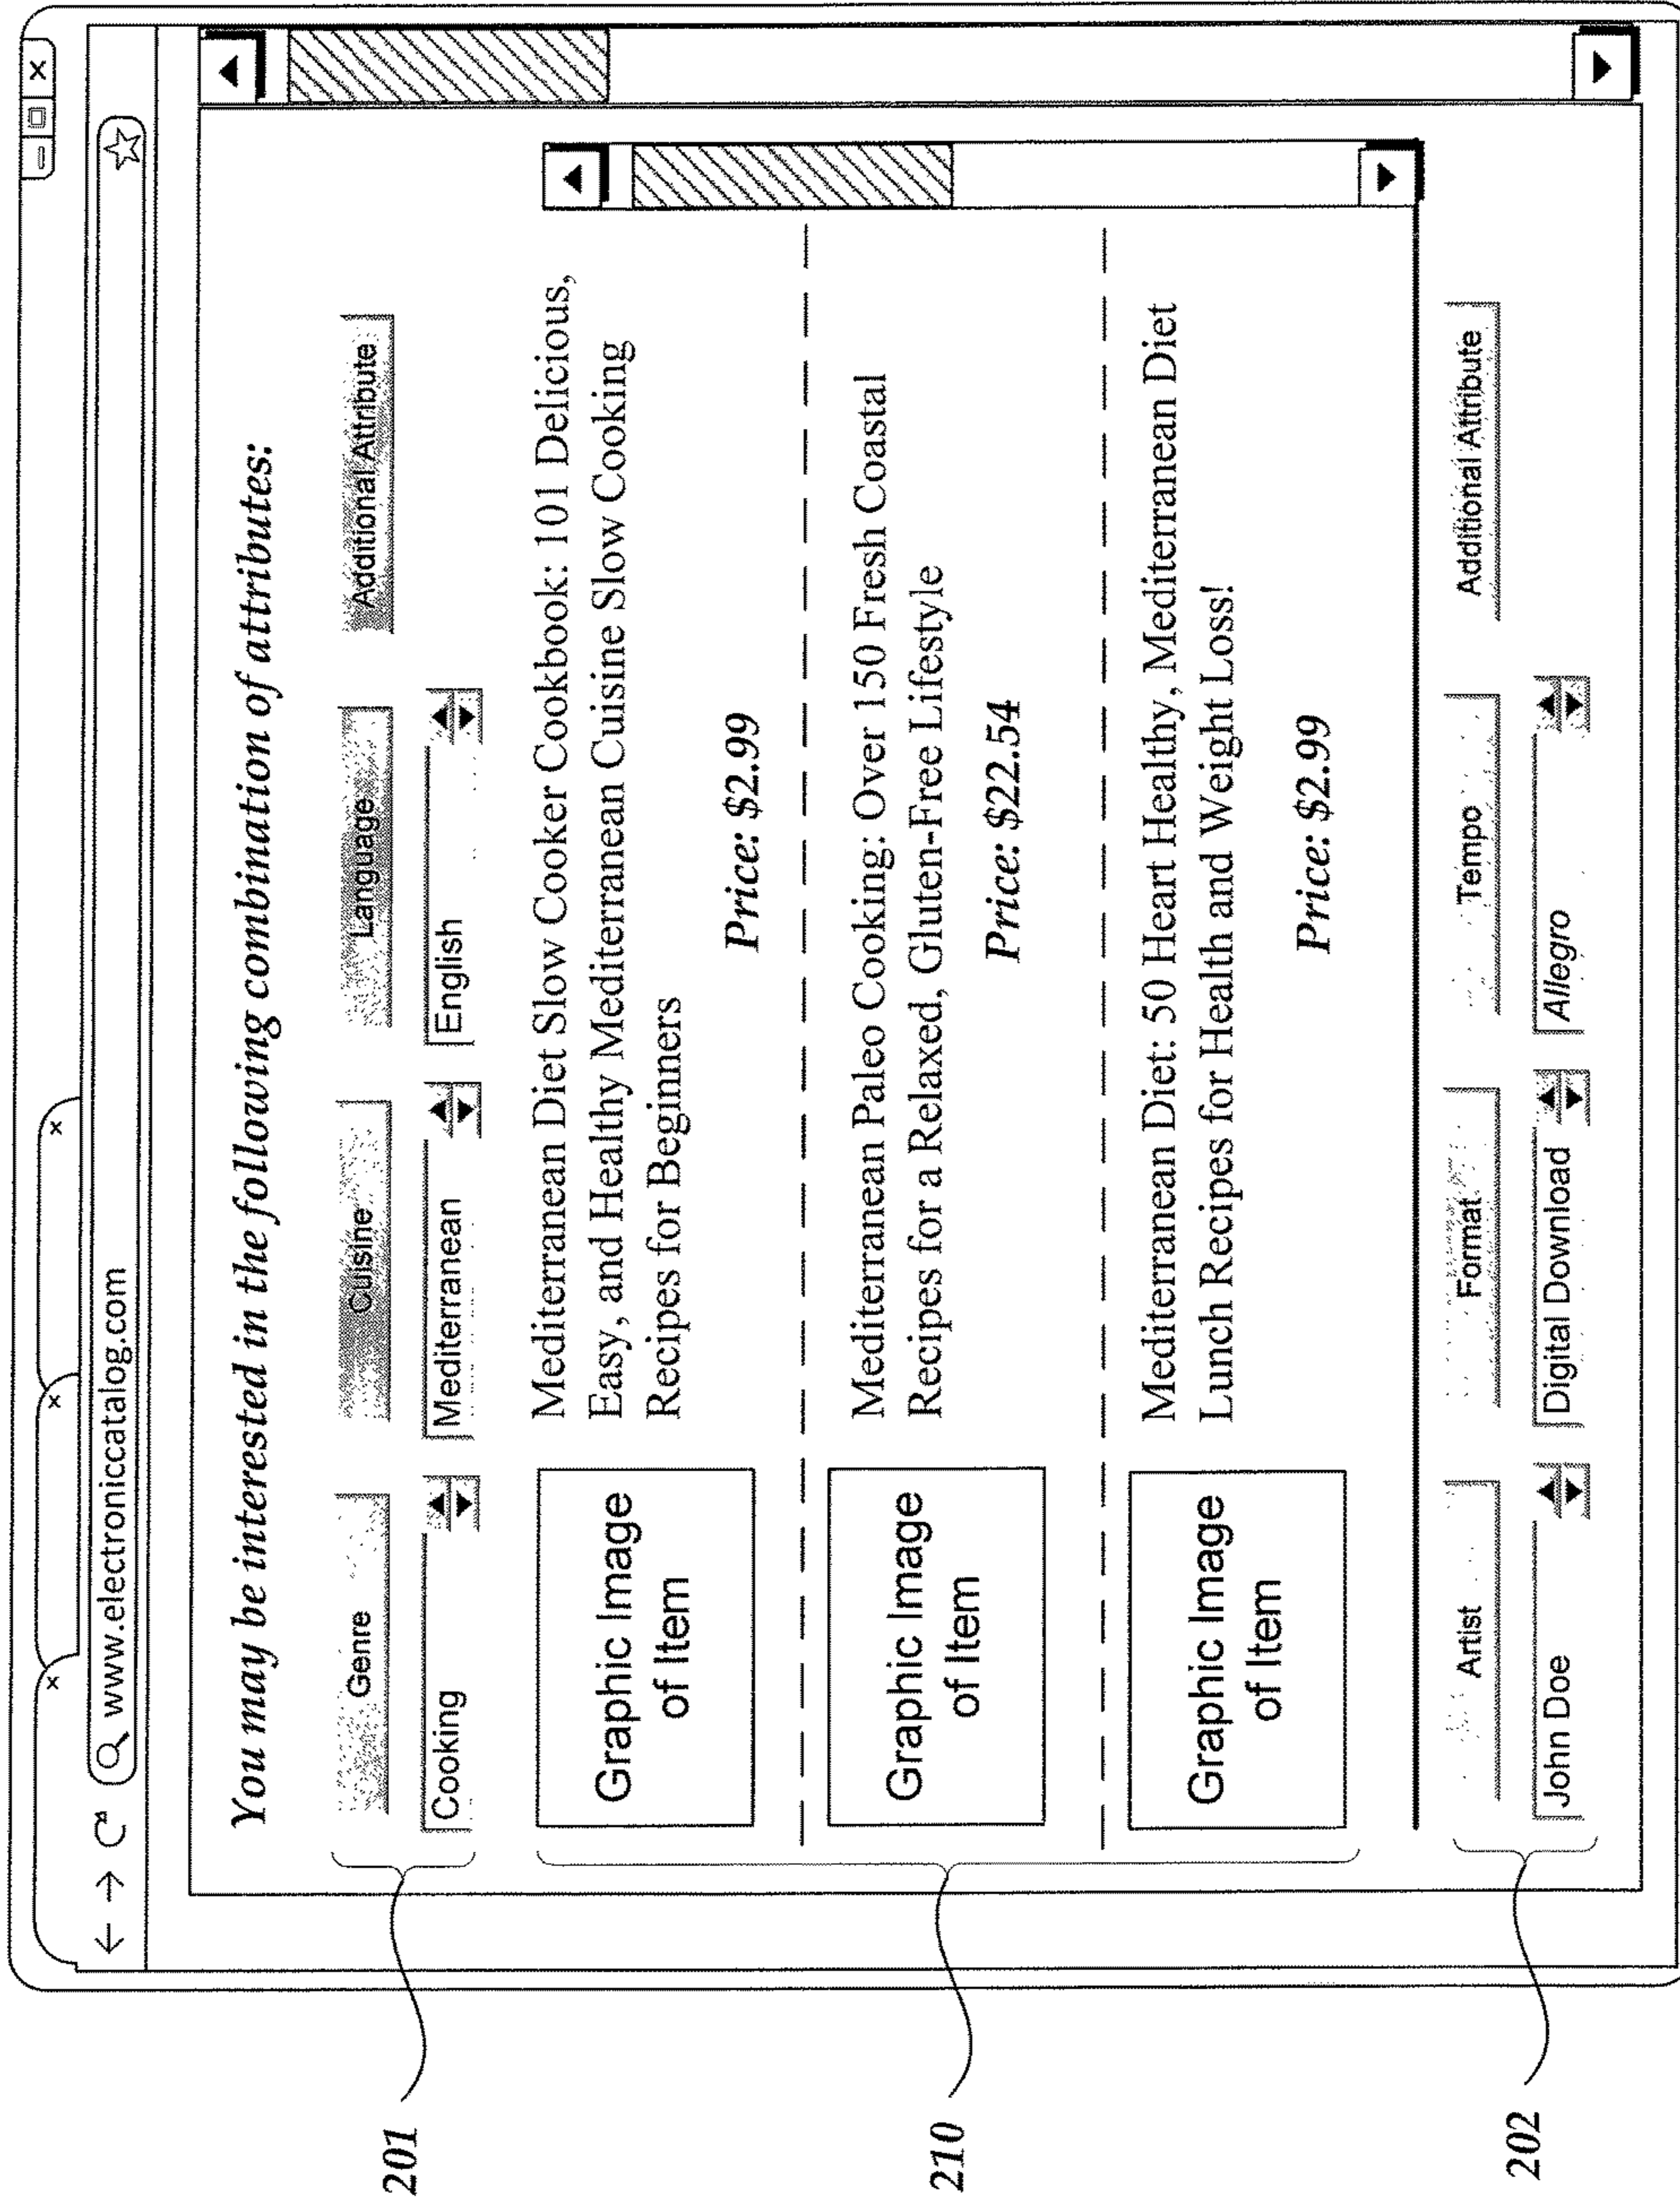 www.electroniccatalog.com
You may be interested in the following combination of attributes:
Genre Cuisine Language Additional Attribute
Cooking Mediterranean English
201
Graphic Image
of Item
Mediterranean Diet Slow Cooker Cookbook: 101 Delicious,
Easy, and Healthy Mediterranean Cuisine Slow Cooking
Recipes for Beginners
Price: $2.99
210
Graphic Image
of Item
Mediterranean Paleo Cooking: Over 150 Fresh Coastal
Recipes for a Relaxed, Gluten-Free Lifestyle
Price: $22.54
Graphic Image
of Item
Mediterranean Diet: 50 Heart Healthy, Mediterranean Diet
Lunch Recipes for Health and Weight Loss!
Price: $2.99
202
Artist Format Tempo Additional Attribute
John Doe Digital Download Allegro